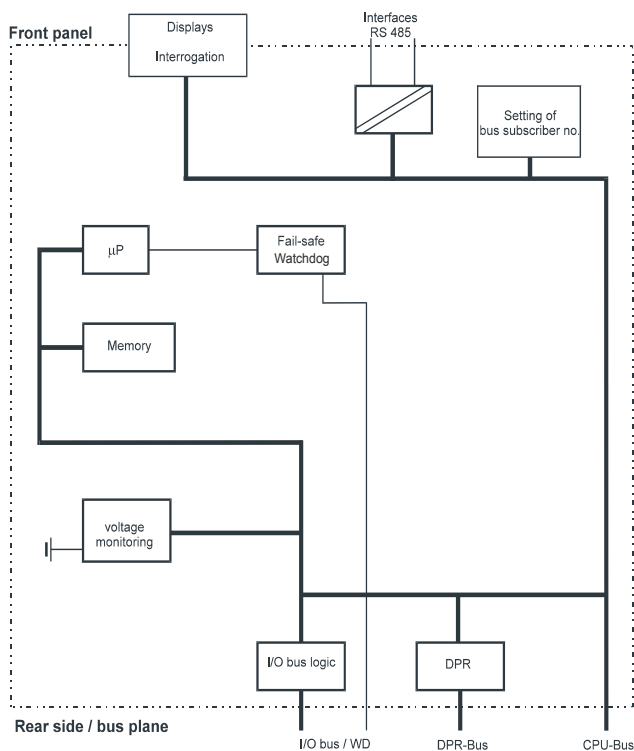 Front panel
Displays
Interrogation
Interfaces
RS 485
Setting of
bus subscriber no.
µP
Fail-safe
Watchdog
Memory
voltage
monitoring
I/O bus logic
DPR
Rear side / bus plane
I/O bus / WD
DPR-Bus
CPU-Bus